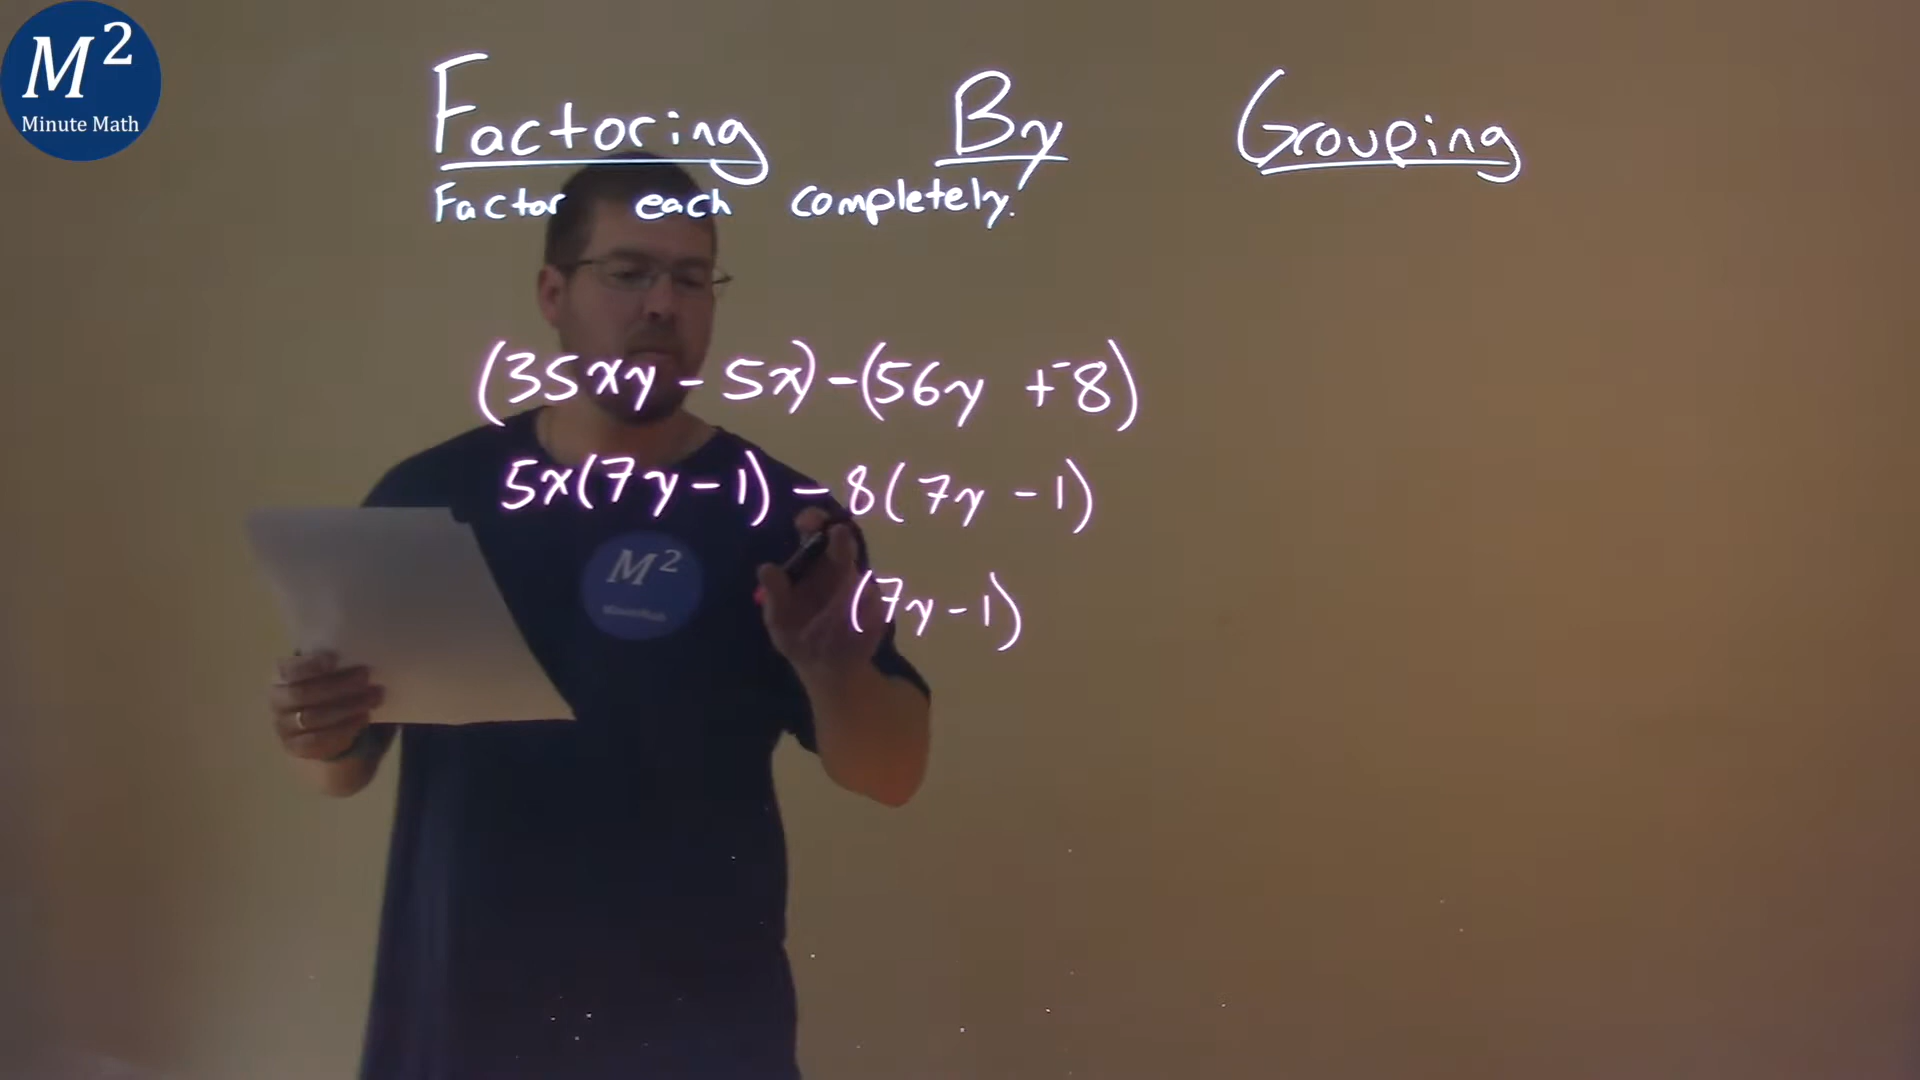 M²
Minute Math
Factoring By Grouping
Factor each completely.
(35xy - 5x) - (56y + -8)
5x(7y - 1) - 8(7y - 1)
M²
(7y - 1)